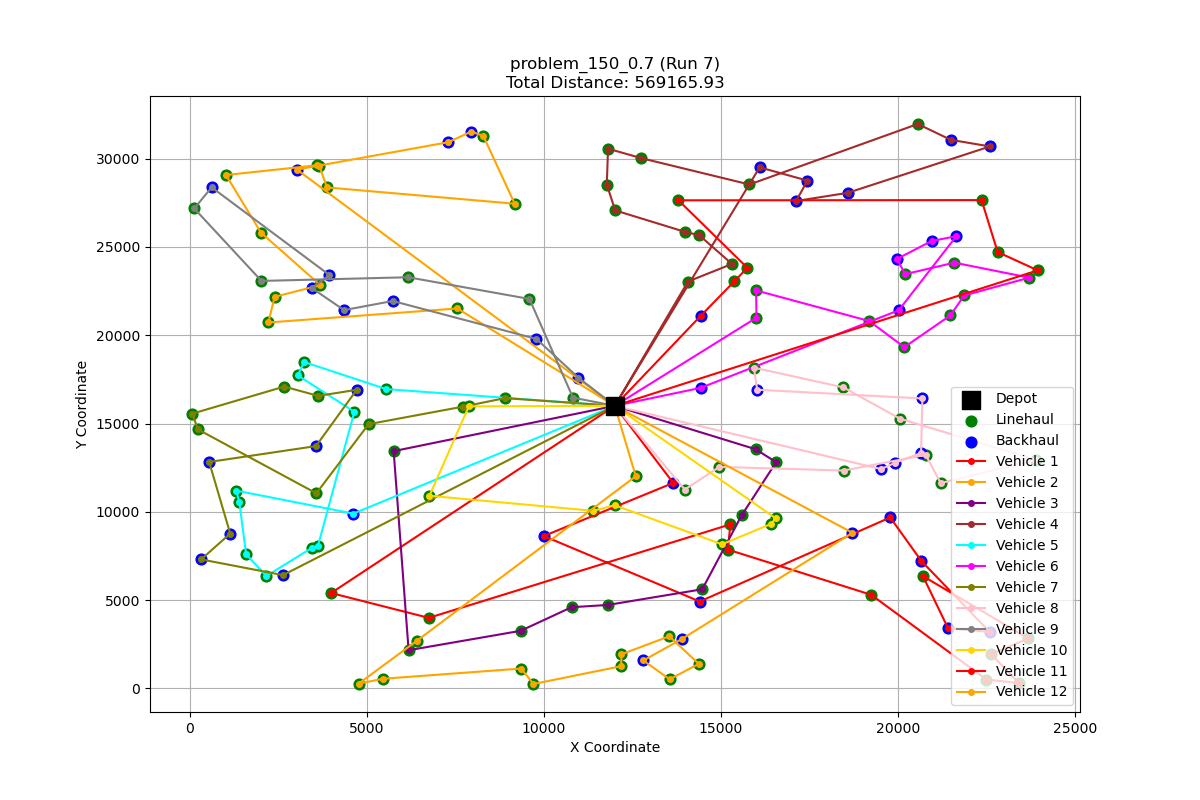 problem_150_0.7 (Run 7)
Total Distance: 569165.93
Y Coordinate
30000
25000
20000
15000
10000
5000
0
0 5000 10000 15000 20000 25000
X Coordinate
Depot
Linehaul
Backhaul
Vehicle 1
Vehicle 2
Vehicle 3
Vehicle 4
Vehicle 5
Vehicle 6
Vehicle 7
Vehicle 8
Vehicle 9
Vehicle 10
Vehicle 11
Vehicle 12